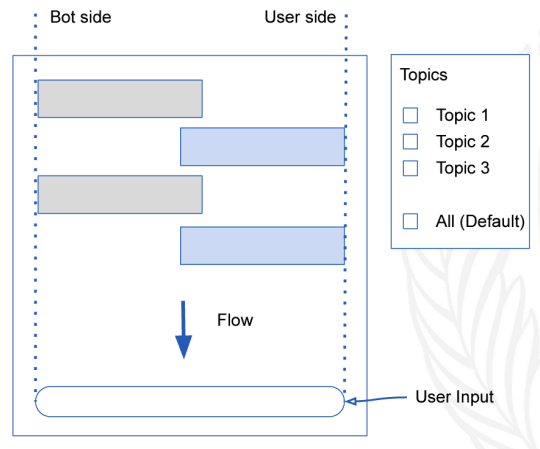 Bot side
User side
Topics
Topic 1
Topic 2
Topic 3
All (Default)
Flow
User Input